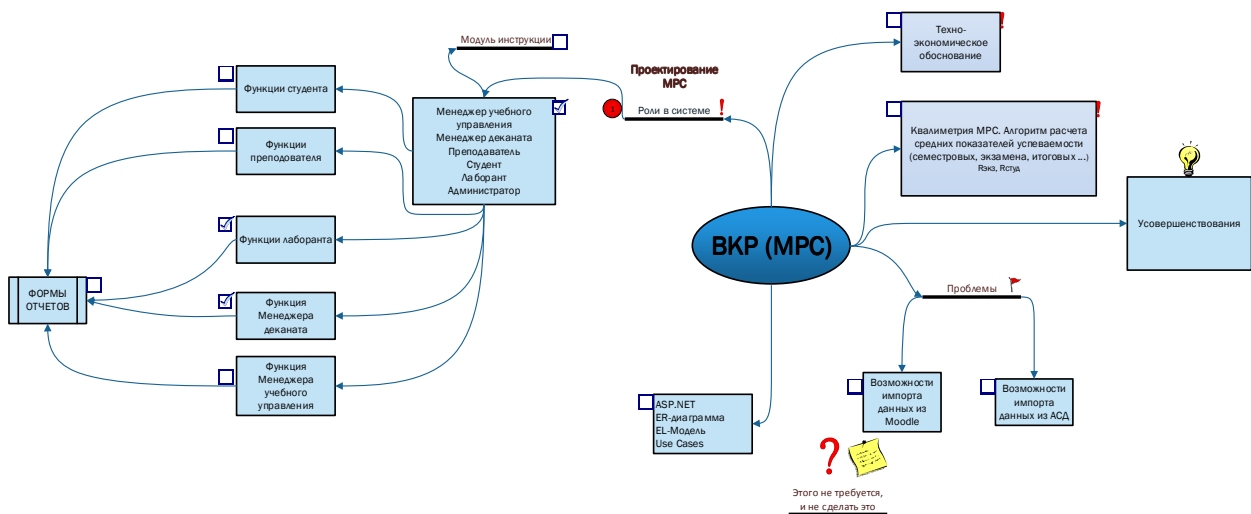 Модуль инструкции
Проектирование
МРС
1
Роли в системе
Техно-
экономическое
обоснование
Функции студента
Менеджер учебного
управления
Менеджер деканата
Преподаватель
Студент
Лаборант
Администратор
Функции
преподователя
Квалиметрия МРС. Алгоритм расчета
средних показателей успеваемости
(семестровых, экзамена, итоговых ...)
Rэкз, Rстуд
Усовершенствования
ВКР (МРС)
Функции лаборанта
ФОРМЫ
ОТЧЕТОВ
Функция
Менеджера
деканата
Функция
Менеджера
учебного
управления
Проблемы
Возможности
импорта
данных из
Moodle
Возможности
импорта
данных из АСД
ASP.NET
ER-диаграмма
EL-Модель
Use Cases
Этого не требуется,
и не сделать это